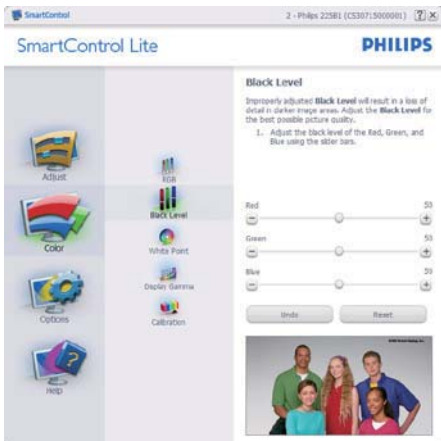 SmartControl
2 - Philips 225B1 (CS3071S000001)
SmartControl Lite
PHILIPS
Adjust
Color
Options
Help
RGB
Black Level
White Point
Display Gamma
Calibration
Black Level
Improperly adjusted Black Level will result in a loss of
detail in darker image areas. Adjust the Black Level for
the best possible picture quality.
1. Adjust the black level of the Red, Green, and
Blue using the slider bars.
Red 50
Green 50
Blue 50
Undo Reset